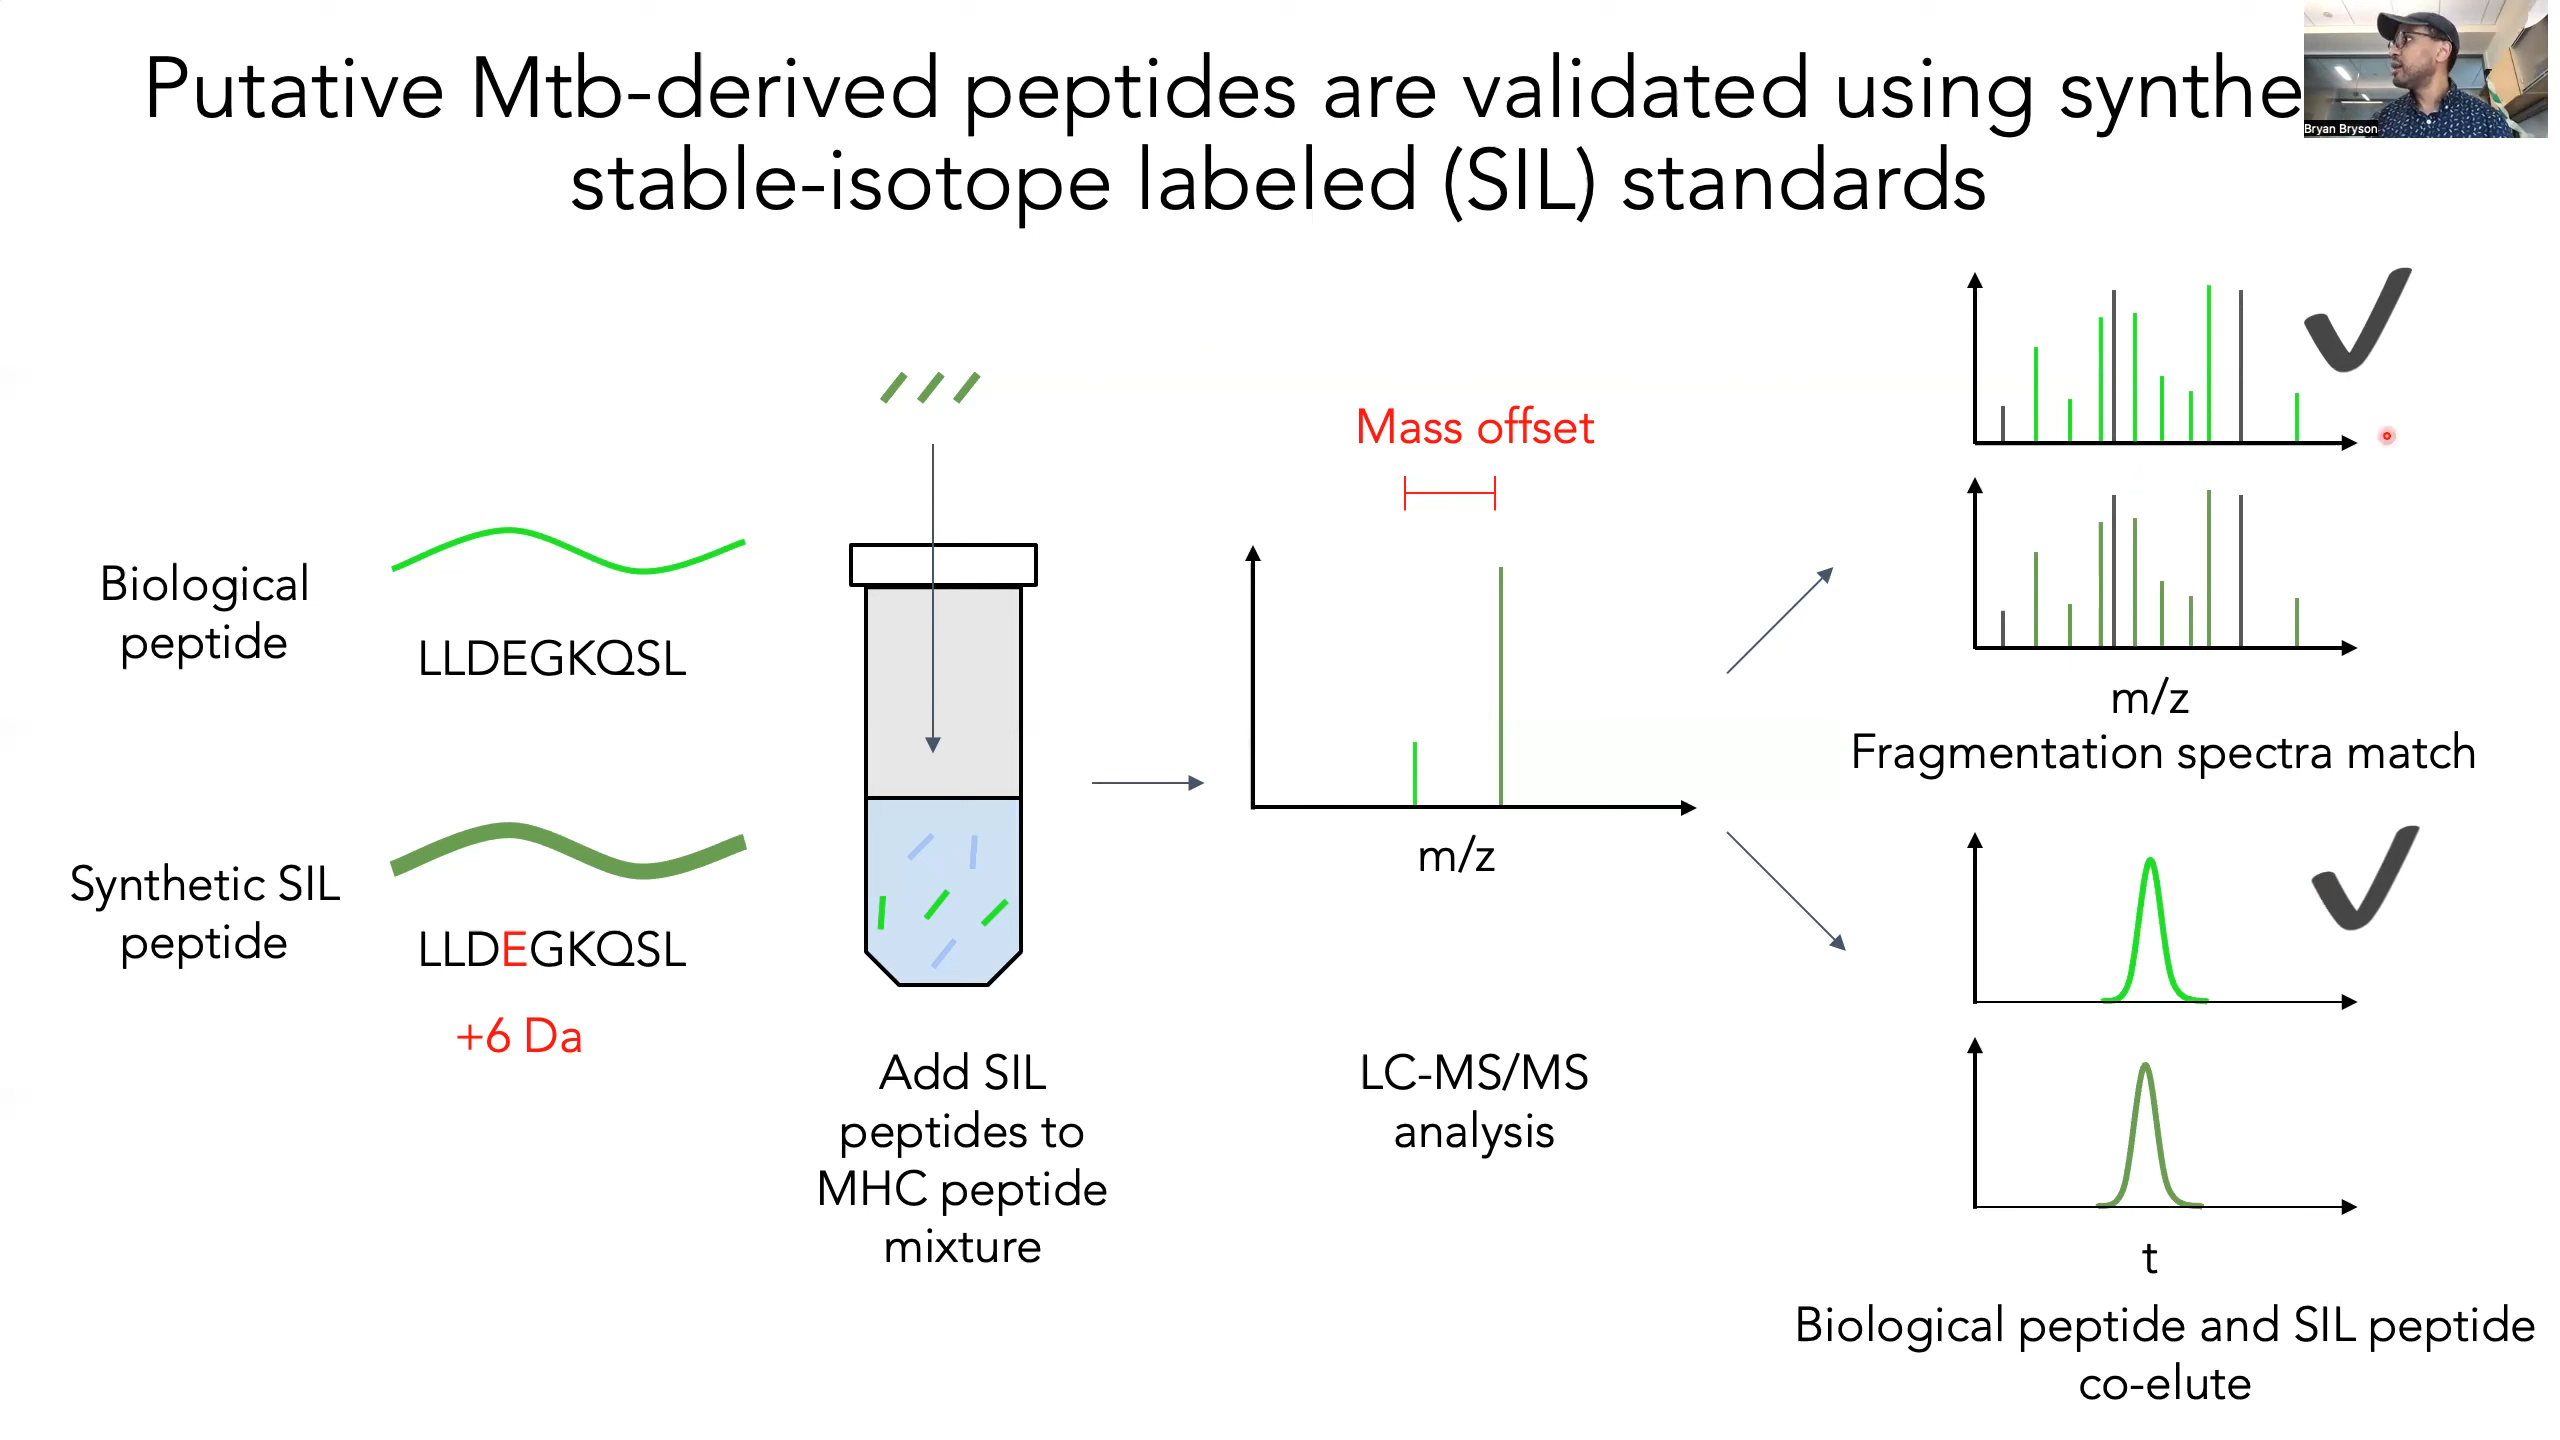 Putative Mtb-derived peptides are validated using synthe
stable-isotope labeled (SIL) standards
Bryan Bryson
Biological
peptide
LLDEGKQSL
Synthetic SIL
peptide
LLDEGKQSL
+6 Da
Add SIL
peptides to
MHC peptide
mixture
Mass offset
m/z
LC-MS/MS
analysis
m/z
Fragmentation spectra match
t
Biological peptide and SIL peptide
co-elute